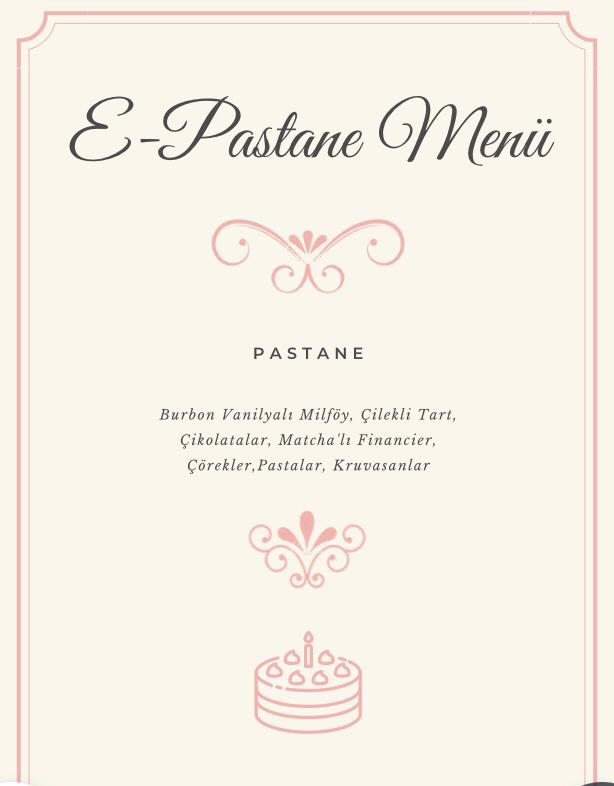 E-Pastane Menü
PASTANE
Burbon Vanilyalı Milföy, Çilekli Tart,
Çikolatalar, Matcha'lı Financier,
Çörekler,Pastalar, Kruvasanlar